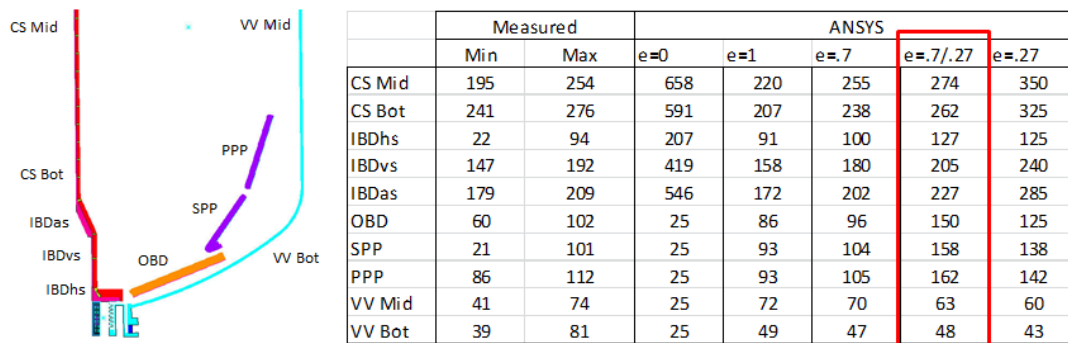 CS Mid
VV Mid
PPP
CS Bot
SPP
IBDas
IBDvs
OBD
VV Bot
IBDhs
Measured ANSYS
Min Max e=0 e=1 e=.7 e=.7/.27 e=.27
CS Mid 195 254 658 220 255 274 350
CS Bot 241 276 591 207 238 262 325
IBDhs 22 94 207 91 100 127 125
IBDvs 147 192 419 158 180 205 240
IBDas 179 209 546 172 202 227 285
OBD 60 102 25 86 96 150 125
SPP 21 101 25 93 104 158 138
PPP 86 112 25 93 105 162 142
VV Mid 41 74 25 72 70 63 60
VV Bot 39 81 25 49 47 48 43